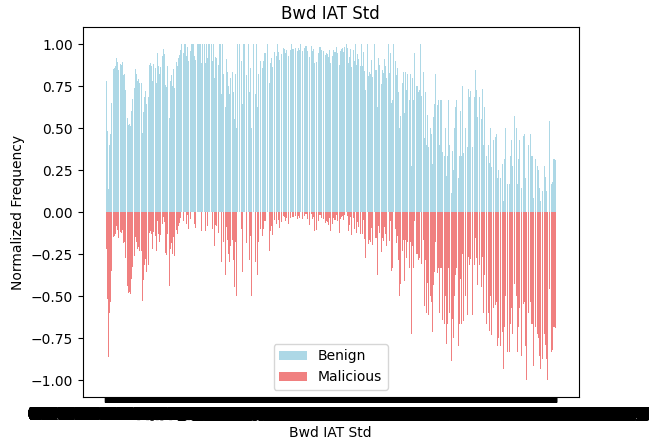 Bwd IAT Std
1.00
0.75
0.50
0.25
0.00
−0.25
−0.50
−0.75
−1.00
Normalized Frequency
Benign
Malicious
Bwd IAT Std